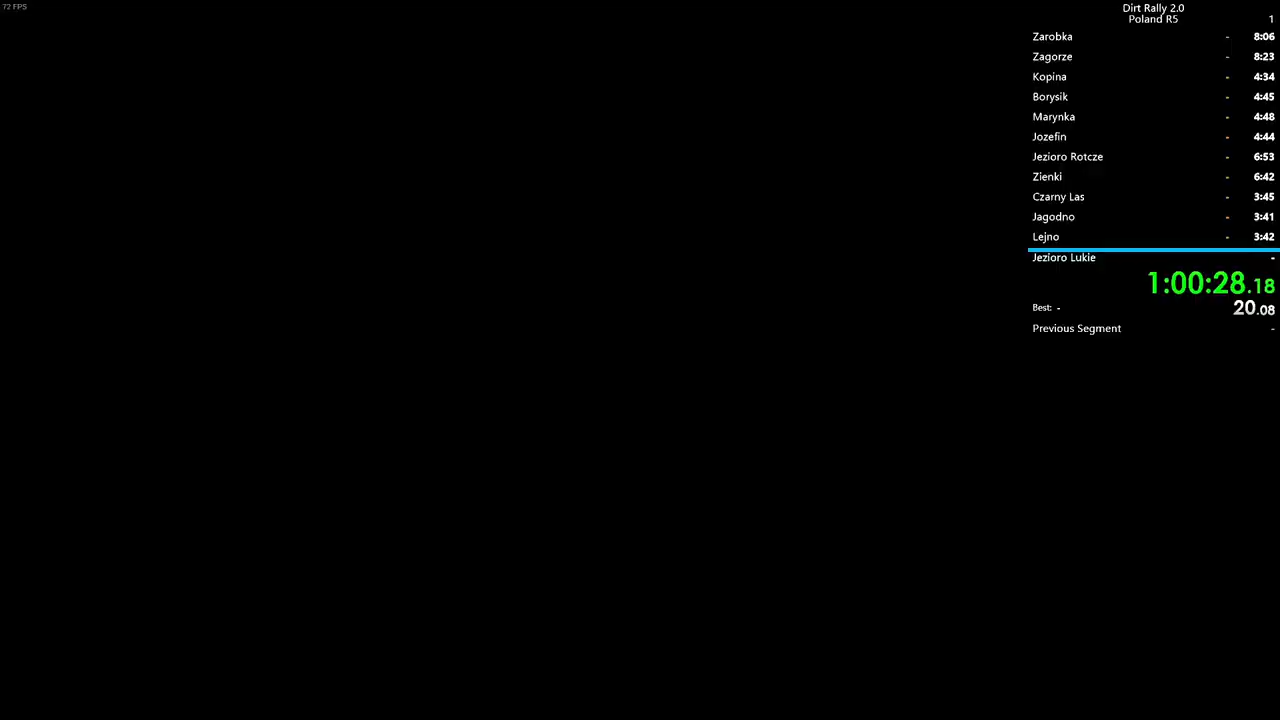 72 FPS
Dirt Rally 2.0
Poland R5 1
Zarobka - 8:06
Zagorze - 8:23
Kopina - 4:34
Borysik - 4:45
Marynka - 4:48
Jozefin - 4:44
Jezioro Rotcze - 6:53
Zienki - 6:42
Czarny Las - 3:45
Jagodno - 3:41
Lejno - 3:42
Jezioro Lukie -
1:00:28.18
Best: - 20.08
Previous Segment -